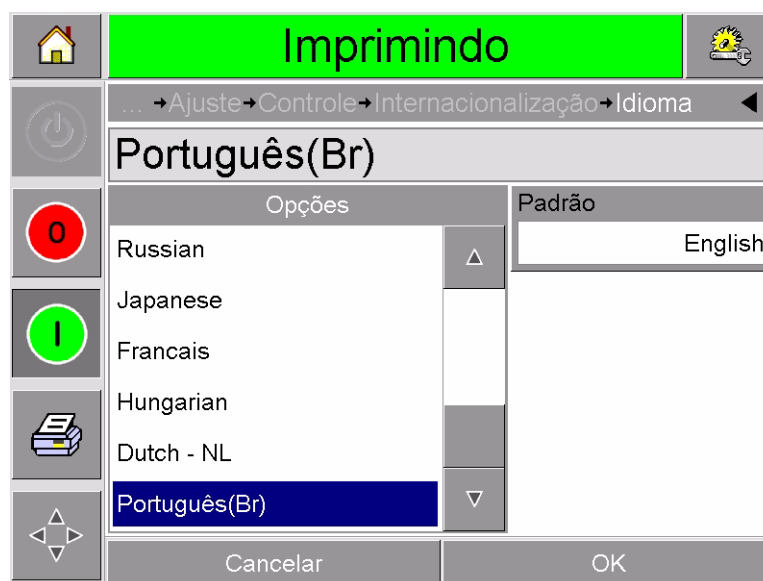 Imprimindo
... →Ajuste→Controle→Internacionalização→Idioma
Português(Br)
Opções
Padrão
English
Russian
Japanese
Francais
Hungarian
Dutch - NL
Português(Br)
Cancelar
OK
0
I